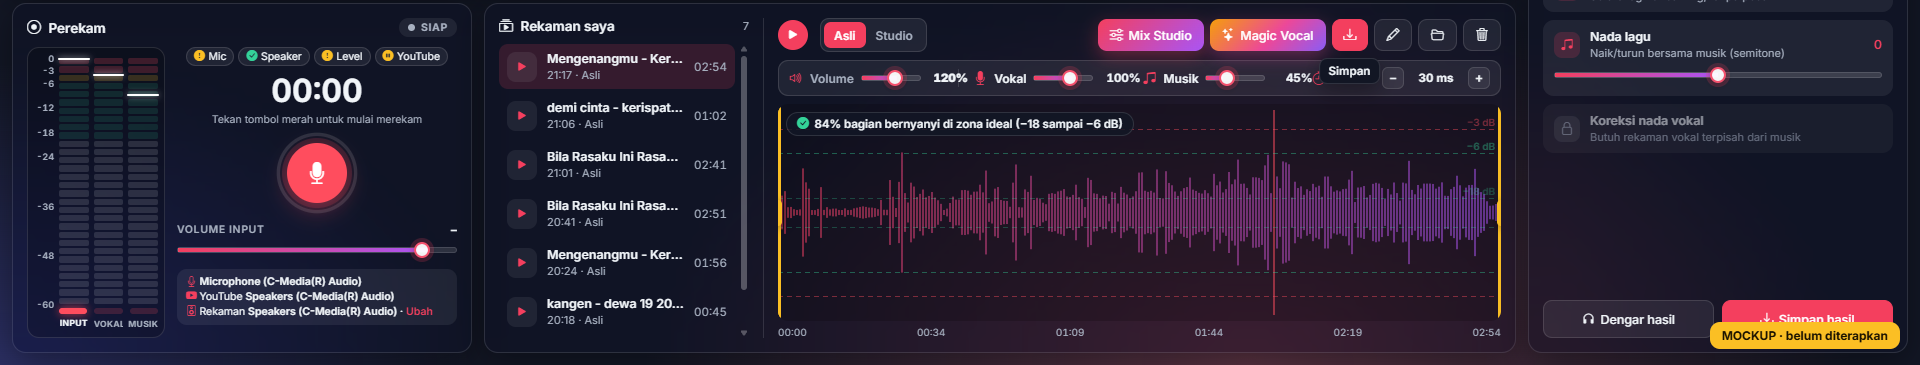 Perekam
SIAP
0
-3
-6
-12
-18
-24
-36
-48
-60
INPUT
VOKAL
MUSIK
Mic
Speaker
Level
YouTube
00:00
Tekan tombol merah untuk mulai merekam
VOLUME INPUT
–
Microphone (C-Media(R) Audio)
YouTube Speakers (C-Media(R) Audio)
Rekaman Speakers (C-Media(R) Audio) · Ubah
Rekaman saya
7
Mengenangmu - Ker...
21:17 · Asli
02:54
demi cinta - kerispat...
21:06 · Asli
01:02
Bila Rasaku Ini Rasa...
21:01 · Asli
02:41
Bila Rasaku Ini Rasa...
20:41 · Asli
02:51
Mengenangmu - Ker...
20:24 · Asli
01:56
kangen - dewa 19 20...
20:18 · Asli
00:45
Asli
Studio
Mix Studio
Magic Vocal
Simpan
Volume
120%
Vokal
100%
Musik
45%
−
30 ms
+
84% bagian bernyanyi di zona ideal (−18 sampai −6 dB)
−3 dB
−6 dB
00:00
00:34
01:09
01:44
02:19
02:54
Nada lagu
0
Naik/turun bersama musik (semitone)
Koreksi nada vokal
Butuh rekaman vokal terpisah dari musik
Dengar hasil
Simpan hasil
MOCKUP · belum diterapkan